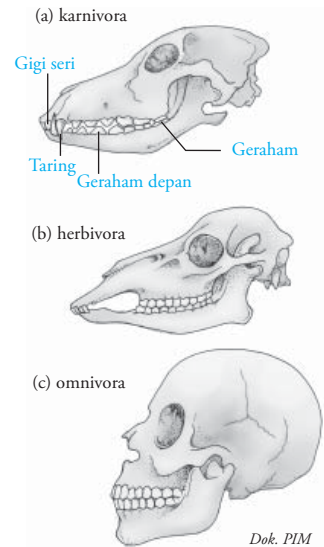 (a) karnivora
Gigi seri
Geraham
Taring
Geraham depan
(b) herbivora
(c) omnivora
Dok. PIM